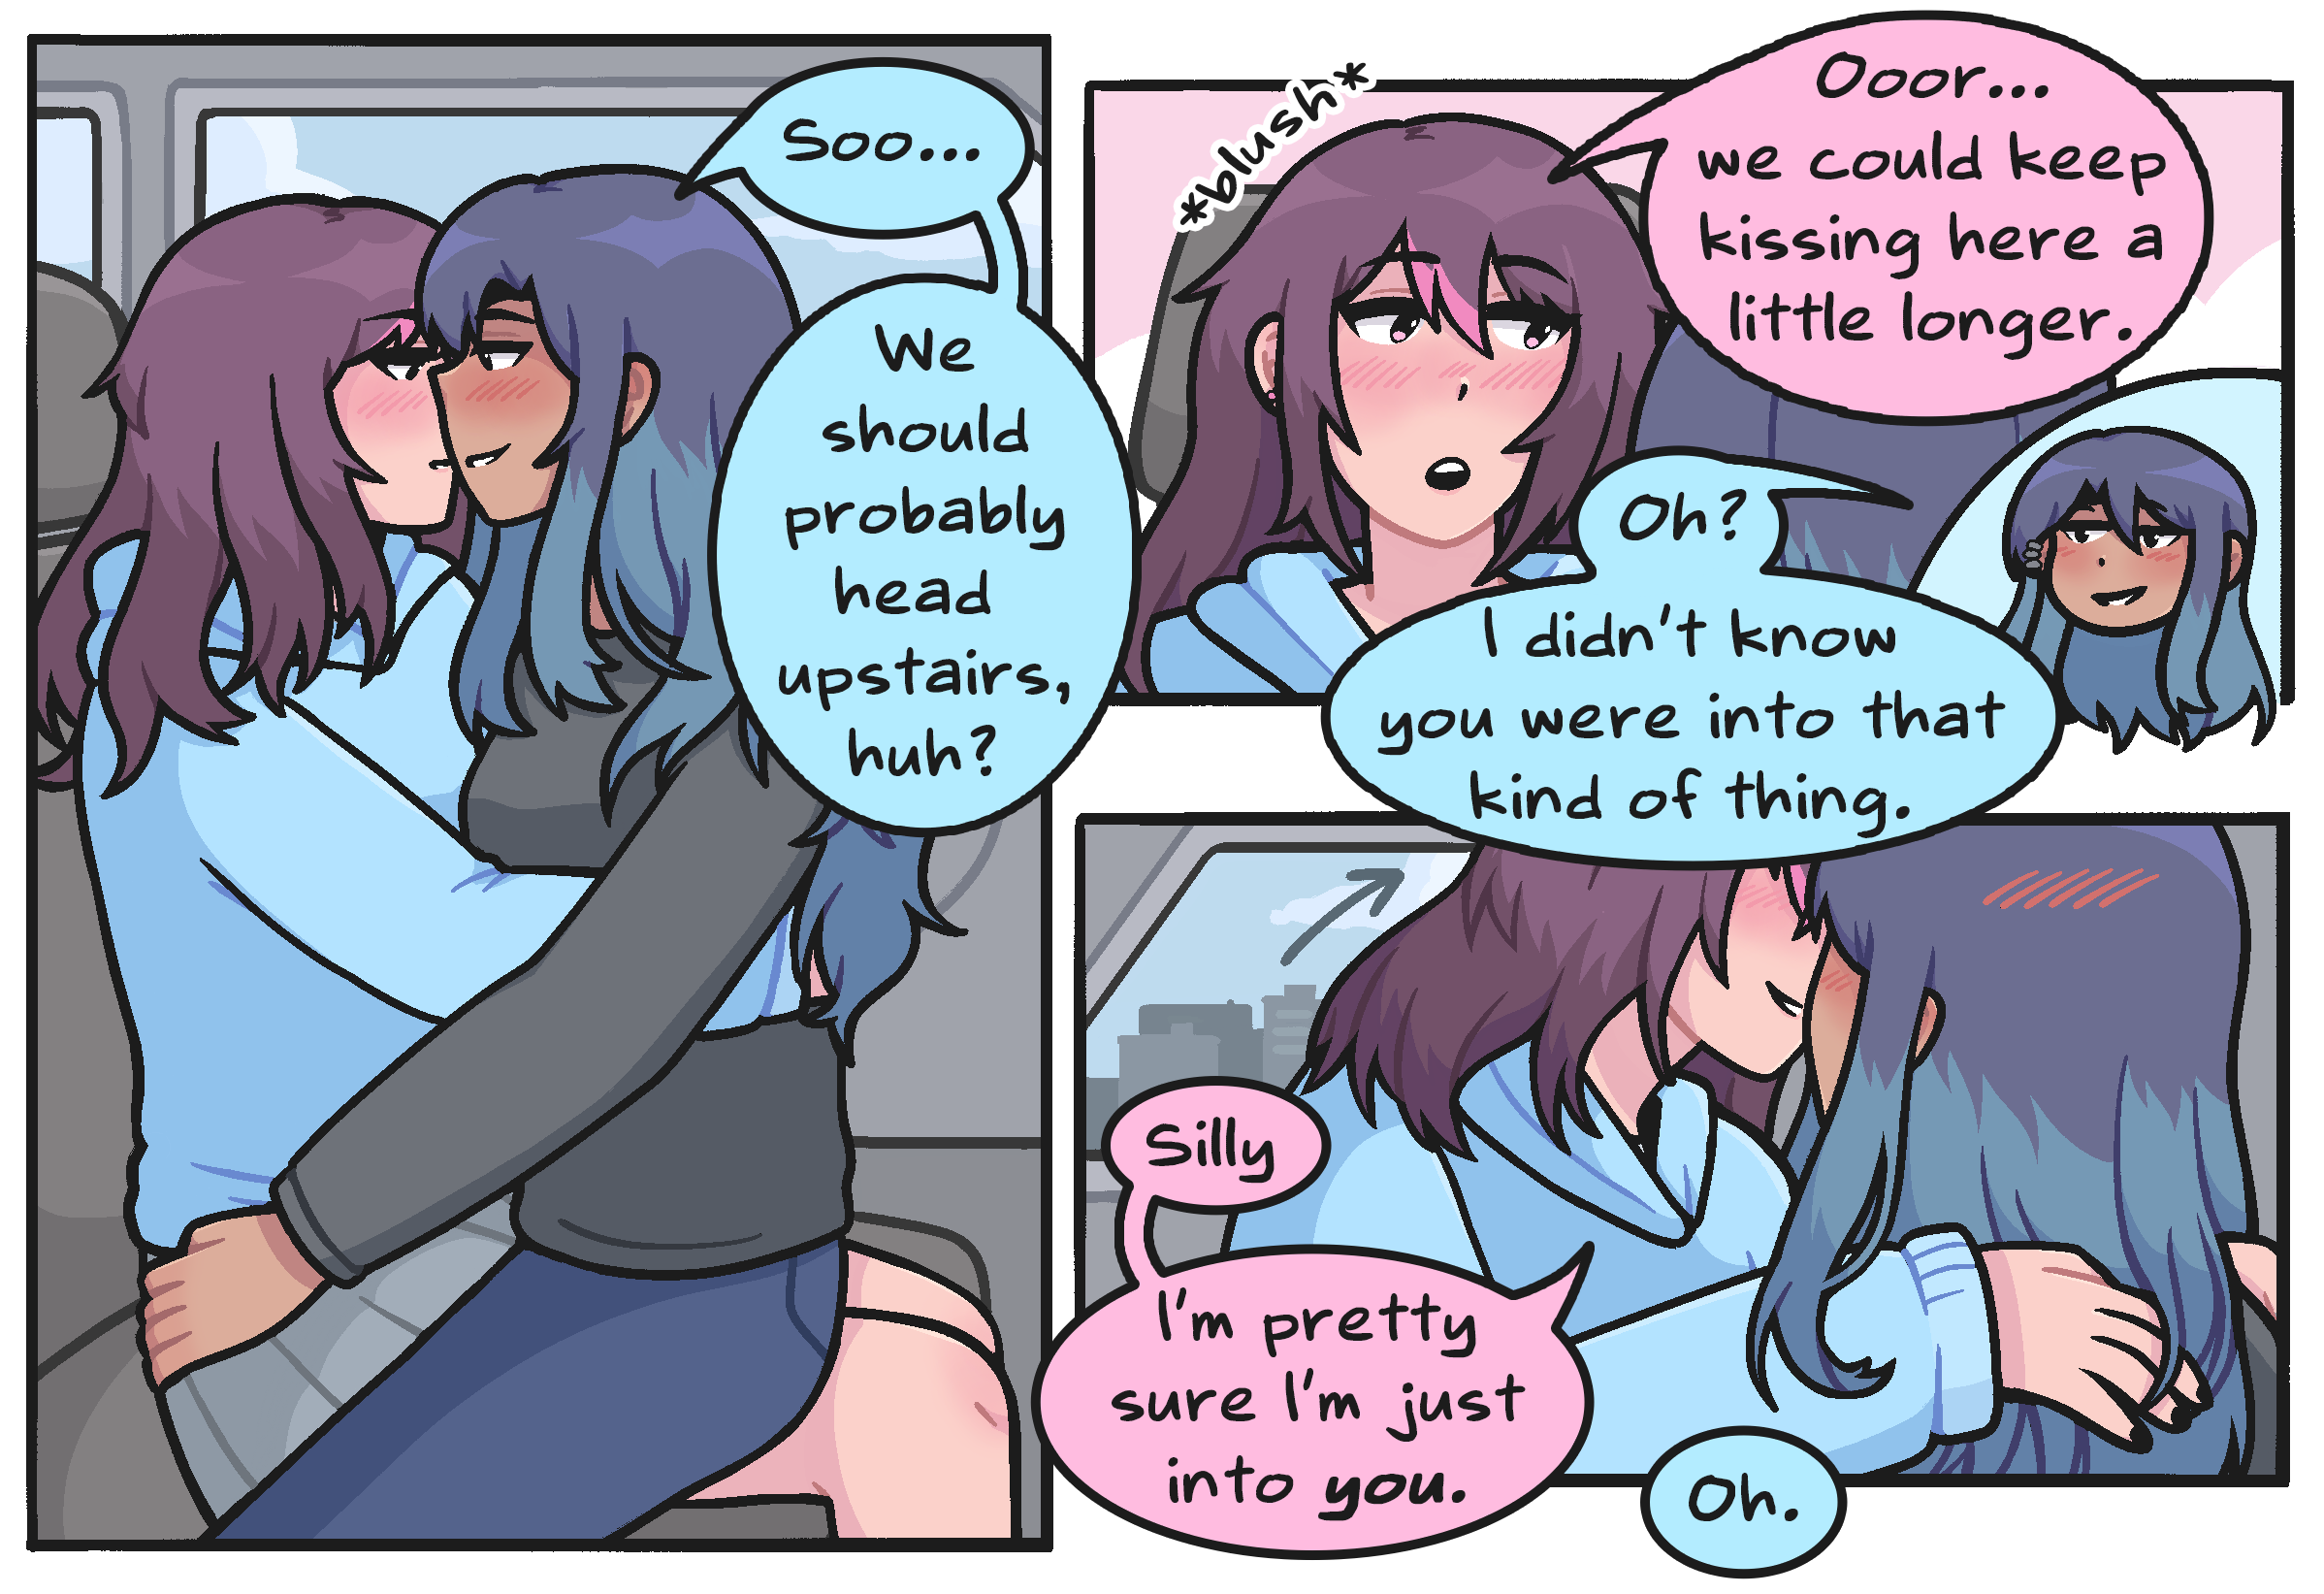 Soo...
We
should
probably
head
upstairs,
huh?
*blush*
Ooor...
we could keep
kissing here a
little longer.
Oh?
I didn't know
you were into that
kind of thing.
Silly
I'm pretty
sure I'm just
into you.
Oh.